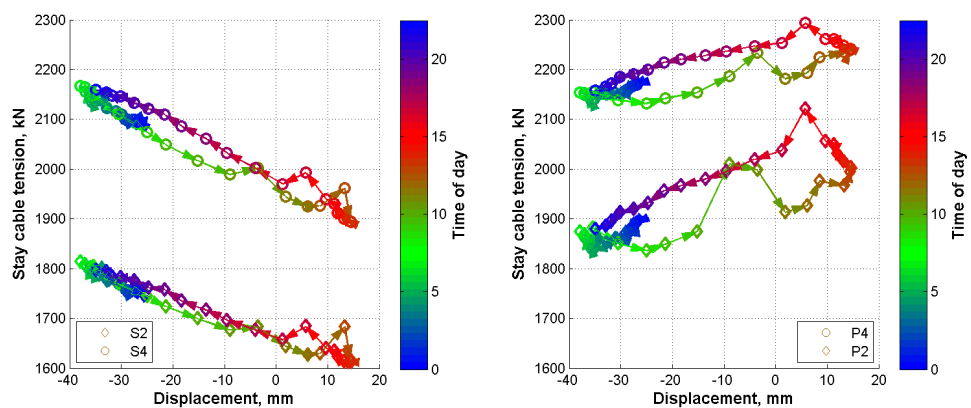 2300
2200
2100
2000
1900
1800
1700
1600
-40 -30 -20 -10 0 10 20
Displacement, mm
Stay cable tension, kN
S2
S4
20
15
10
5
0
Time of day
2300
2200
2100
2000
1900
1800
1700
1600
-40 -30 -20 -10 0 10 20
Displacement, mm
Stay cable tension, kN
P4
P2
20
15
10
5
0
Time of day